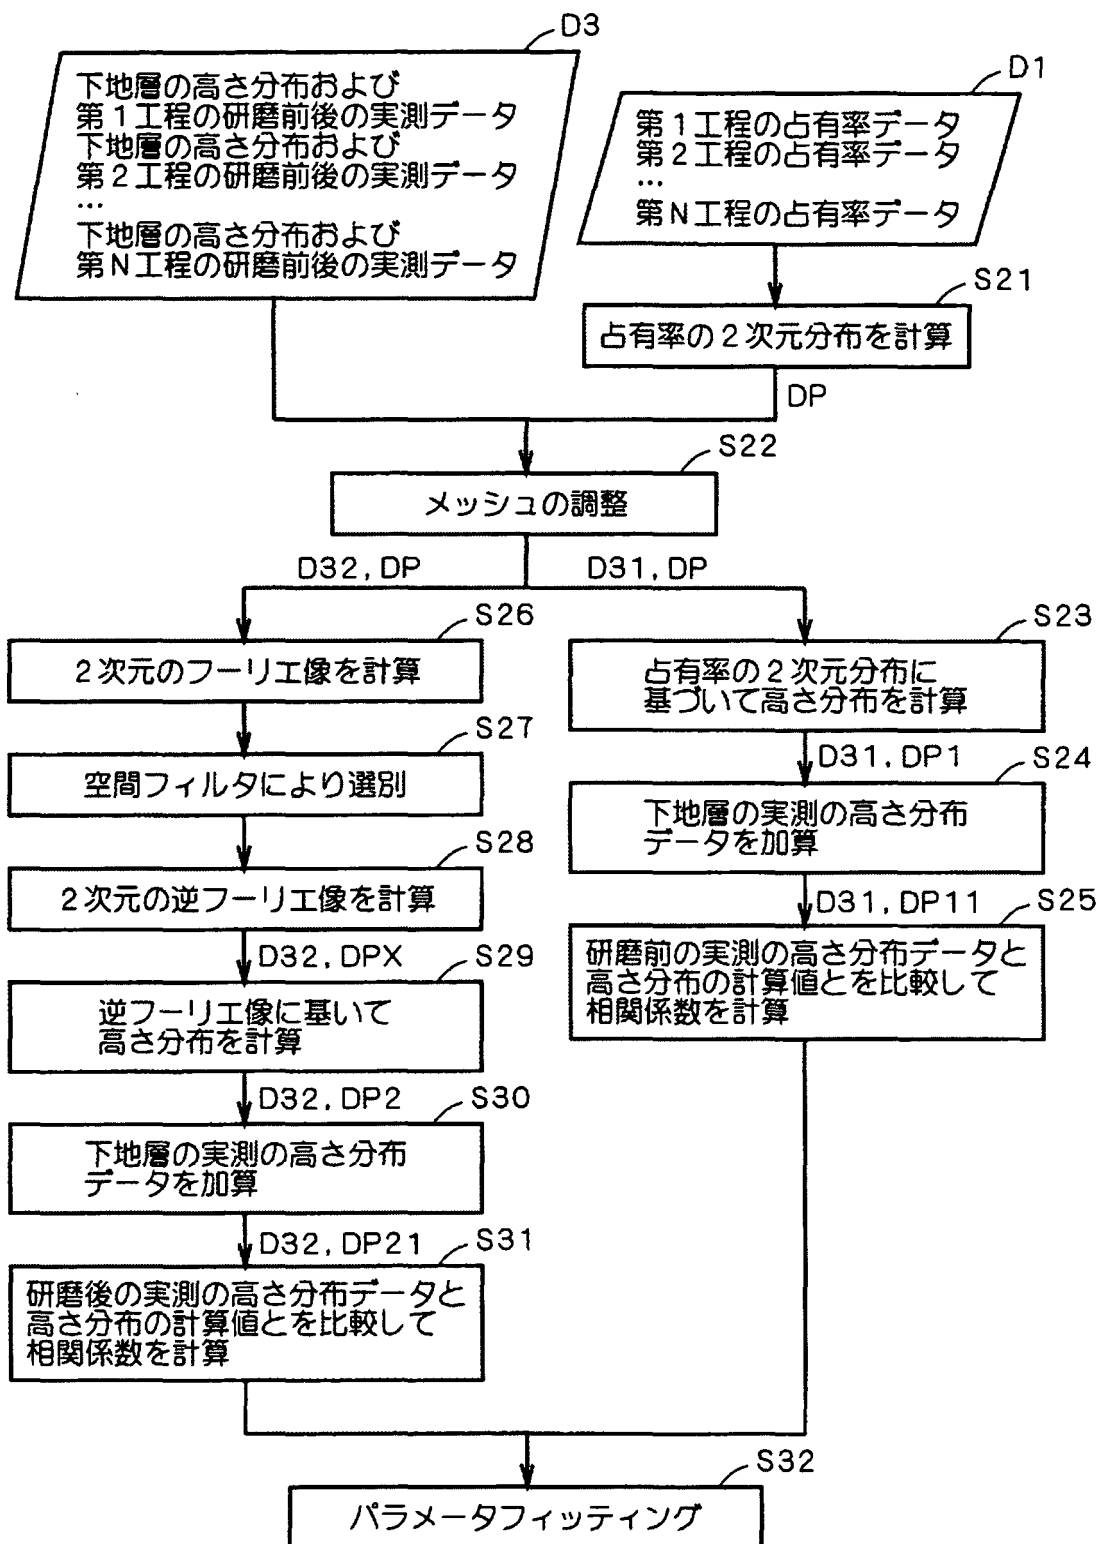 D3
下地層の高さ分布および
第1工程の研磨前後の実測データ
下地層の高さ分布および
第2工程の研磨前後の実測データ
…
下地層の高さ分布および
第N工程の研磨前後の実測データ
D1
第1工程の占有率データ
第2工程の占有率データ
…
第N工程の占有率データ
S21
占有率の2次元分布を計算
DP
S22
メッシュの調整
D32, DP
D31, DP
S26
2次元のフーリエ像を計算
S27
空間フィルタにより選別
S28
2次元の逆フーリエ像を計算
D32, DPX
S29
逆フーリエ像に基いて
高さ分布を計算
D32, DP2
S30
下地層の実測の高さ分布
データを加算
D32, DP21
S31
研磨後の実測の高さ分布データと
高さ分布の計算値とを比較して
相関係数を計算
S23
占有率の2次元分布に
基づいて高さ分布を計算
D31, DP1
S24
下地層の実測の高さ分布
データを加算
D31, DP11
S25
研磨前の実測の高さ分布データと
高さ分布の計算値とを比較して
相関係数を計算
S32
パラメータフィッティング